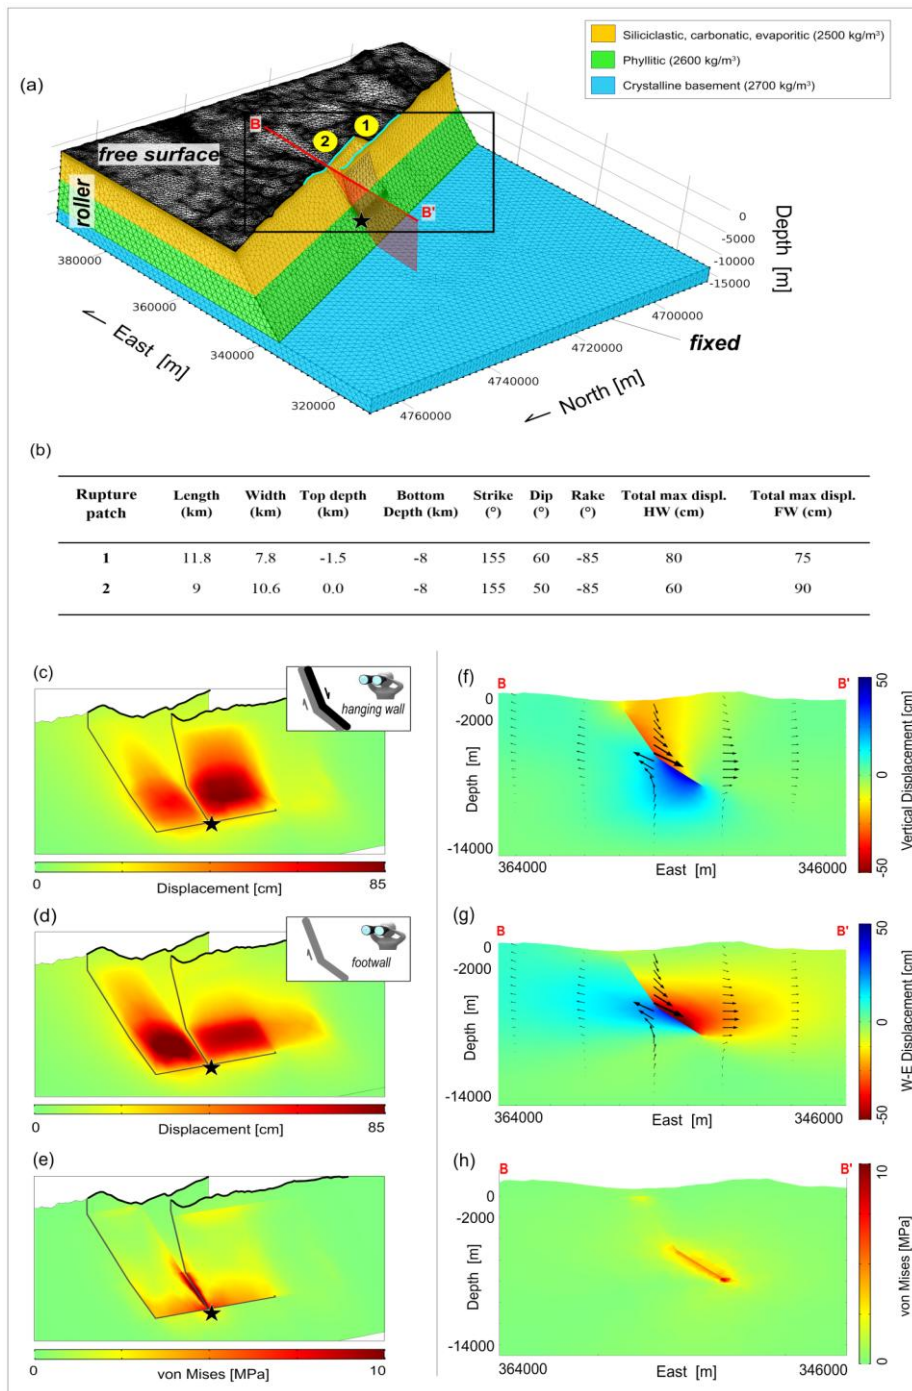 Siliciclastic, carbonatic, evaporitic (2500 kg/m³)
Phyllitic (2600 kg/m³)
Crystalline basement (2700 kg/m³)
(a)
B
1
2
free surface
roller
B'
0
-5000
-10000
-15000
Depth [m]
380000
360000
340000
320000
East [m]
4700000
4720000
4740000
4760000
North [m]
fixed
(b)
Rupture patch Length (km) Width (km) Top depth (km) Bottom Depth (km) Strike (°) Dip (°) Rake (°) Total max displ. HW (cm) Total max displ. FW (cm)
1 11.8 7.8 -1.5 -8 155 60 -85 80 75
2 9 10.6 0.0 -8 155 50 -85 60 90
(c)
hanging wall
0 85
Displacement [cm]
(d)
footwall
0 85
Displacement [cm]
(e)
0 10
von Mises [MPa]
(f)
B B'
0
-2000
Depth [m]
-14000
364000 346000
East [m]
50
0
-50
Vertical Displacement [cm]
(g)
B B'
0
-2000
Depth [m]
-14000
364000 346000
East [m]
50
0
-50
W-E Displacement [cm]
(h)
B B'
0
-2000
Depth [m]
-14000
364000 346000
East [m]
10
0
von Mises [MPa]